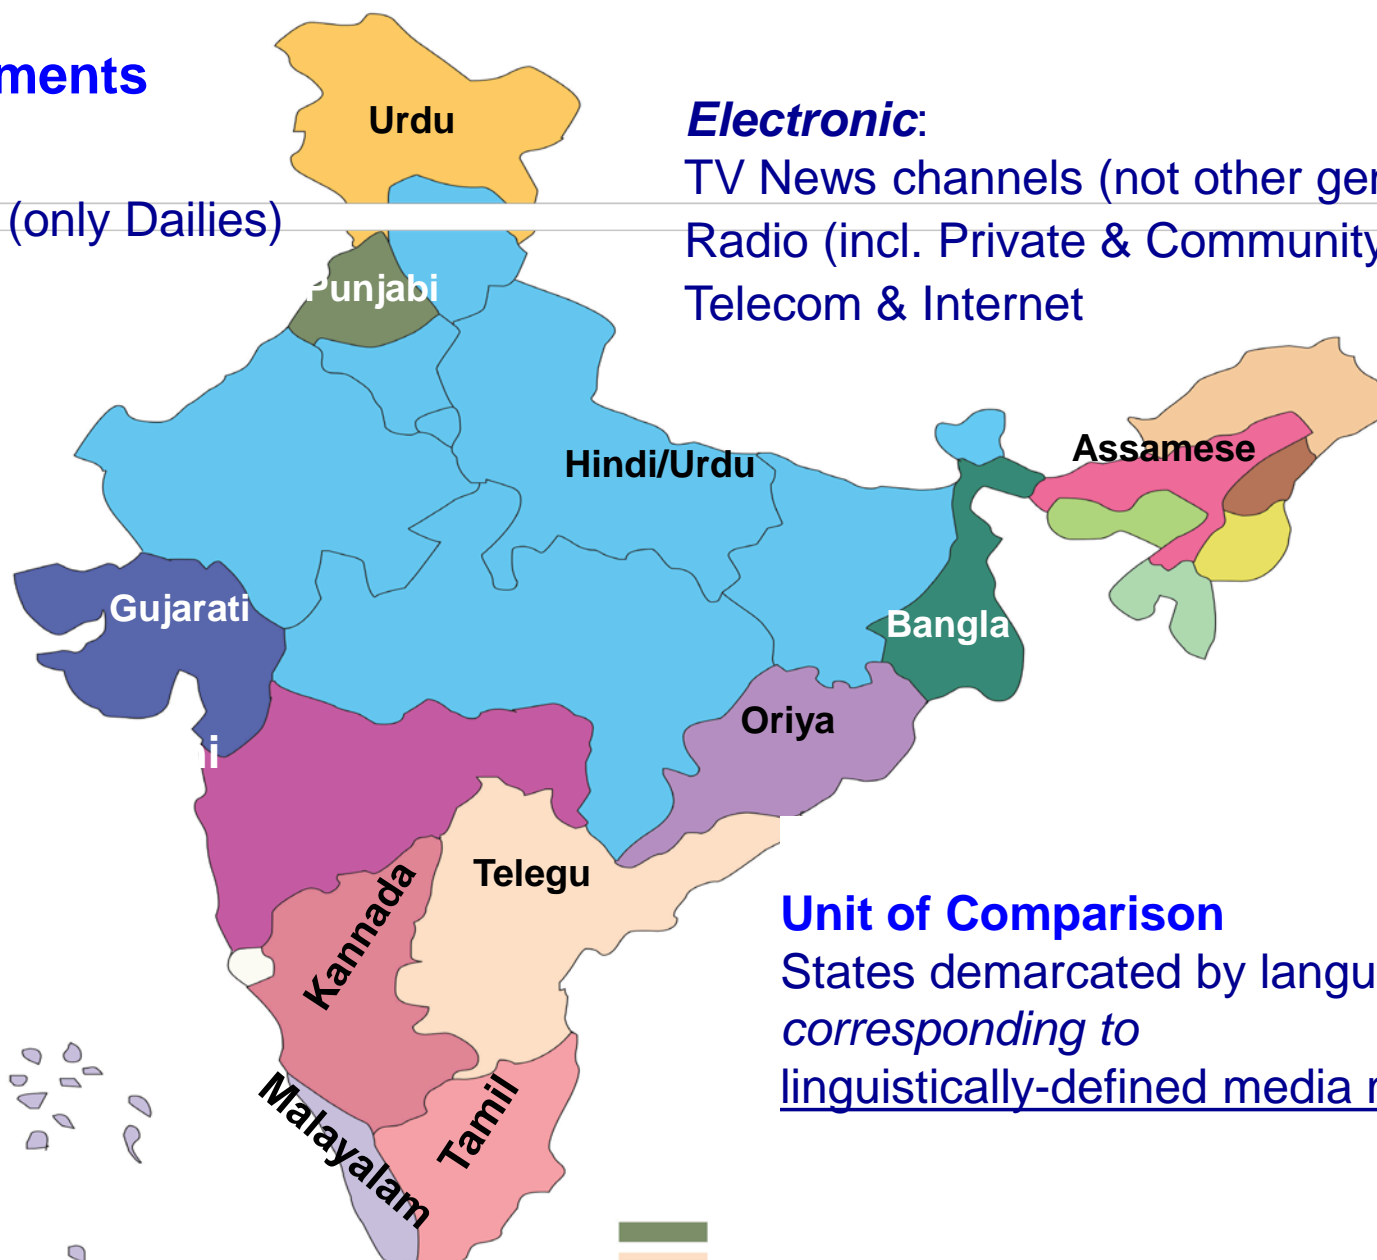 ments
(only Dailies)
Electronic:
TV News channels (not other ger
Radio (incl. Private & Community
Telecom & Internet
Urdu
Punjabi
Hindi/Urdu
Assamese
Gujarati
Bangla
Oriya
i
Telegu
Kannada
Malayalam
Tamil
Unit of Comparison
States demarcated by langu
corresponding to
linguistically-defined media r